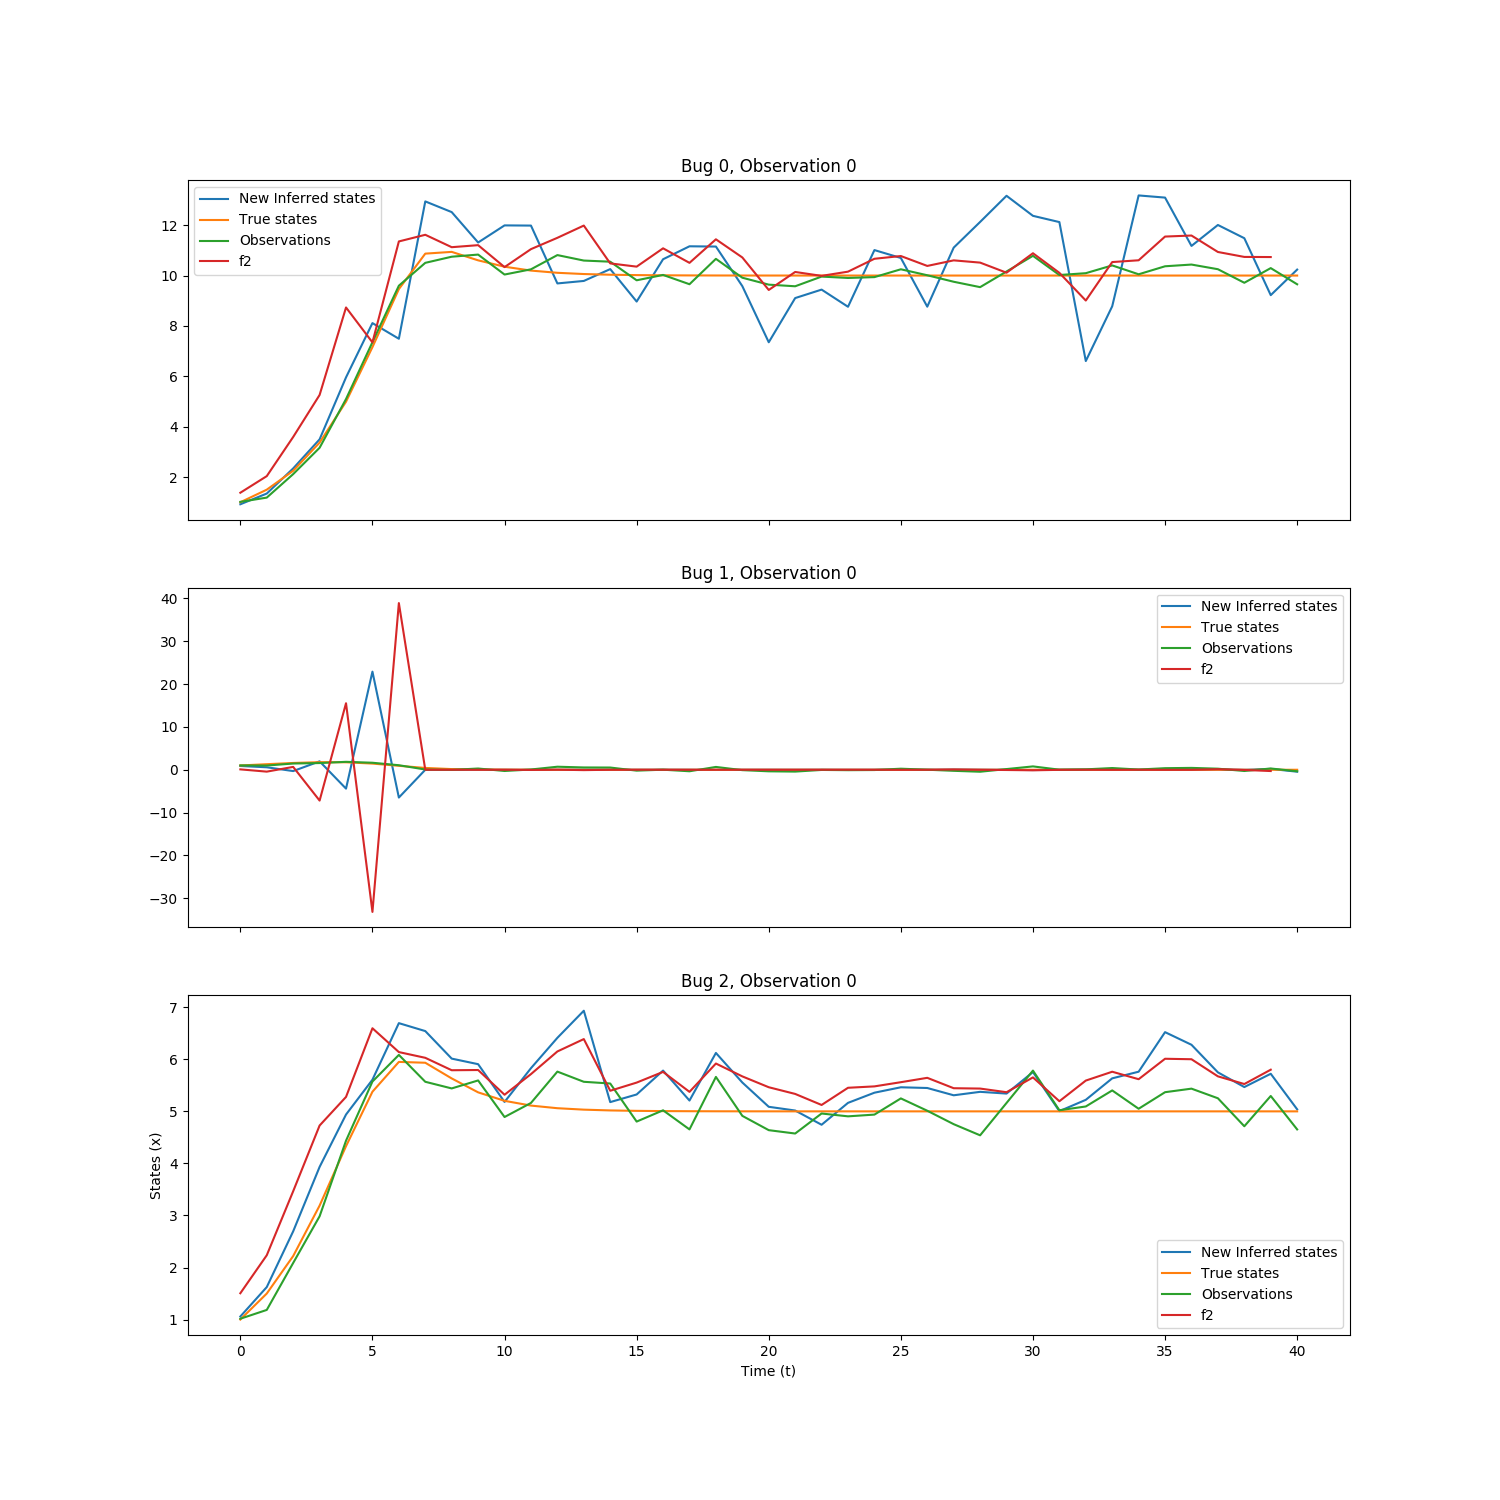 Bug 0, Observation 0
New Inferred states
True states
Observations
f2
12
10
8
6
4
2
Bug 1, Observation 0
New Inferred states
True states
Observations
f2
40
30
20
10
0
−10
−20
−30
Bug 2, Observation 0
7
6
5
4
3
2
1
States (x)
New Inferred states
True states
Observations
f2
0 5 10 15 20 25 30 35 40
Time (t)